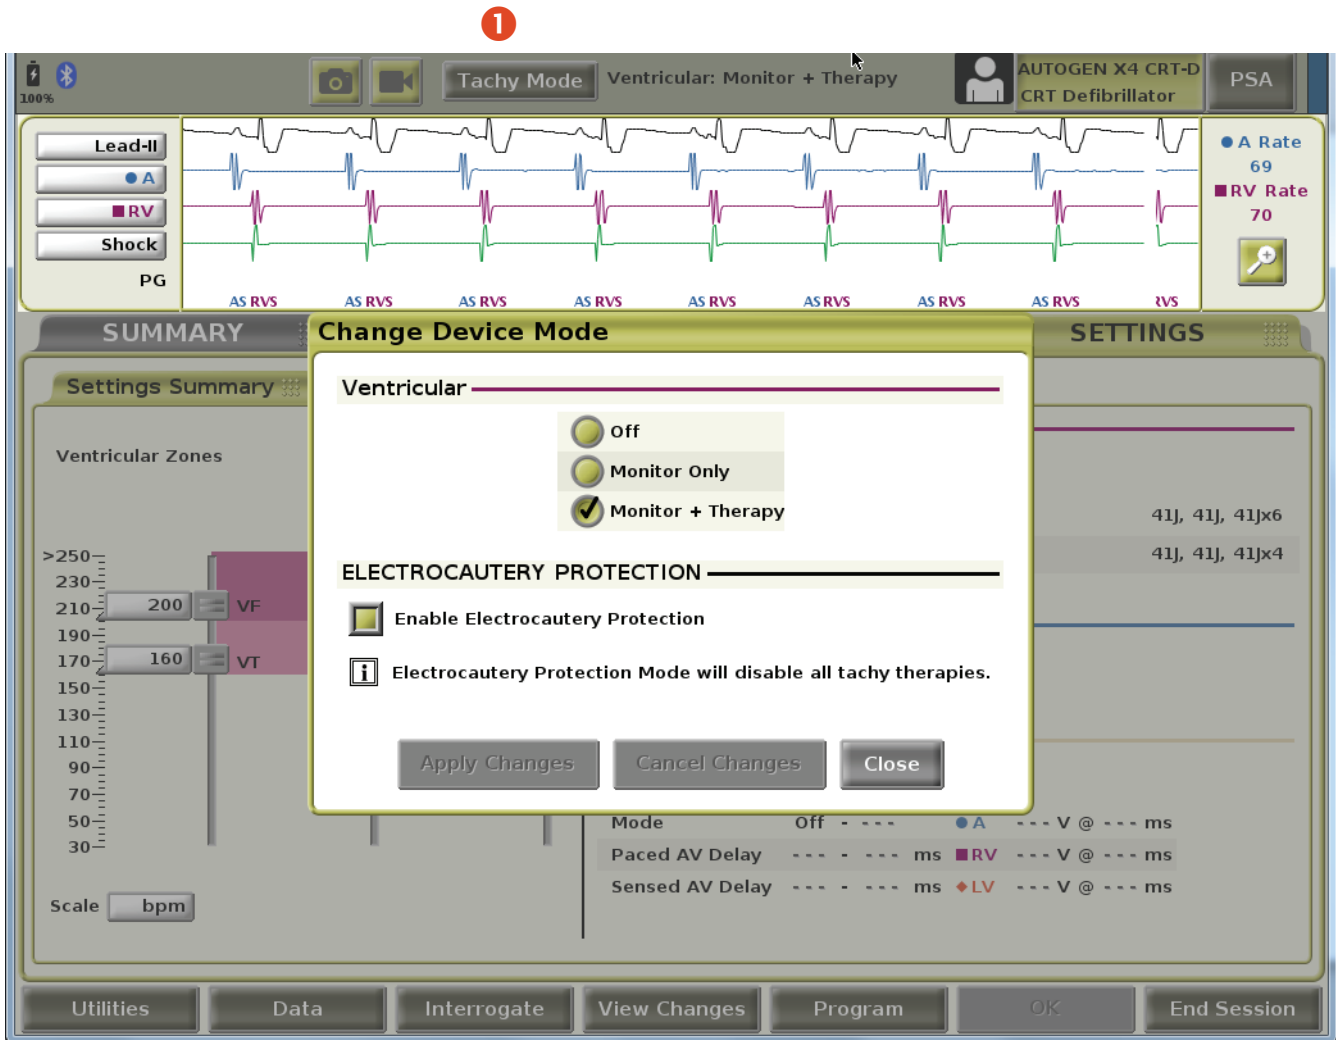 1
100%
Tachy Mode
Ventricular: Monitor + Therapy
AUTOGEN X4 CRT-D
CRT Defibrillator
PSA
Lead-II
A
RV
Shock
PG
AS RVS AS RVS AS RVS AS RVS AS RVS AS RVS AS RVS AS RVS RVS
A Rate
69
RV Rate
70
SUMMARY
SETTINGS
Settings Summary
Ventricular Zones
>250
230
210
190
170
150
130
110
90
70
50
30
200
VF
160
VT
Scale bpm
Change Device Mode
Ventricular
Off
Monitor Only
Monitor + Therapy
ELECTROCAUTERY PROTECTION
Enable Electrocautery Protection
i Electrocautery Protection Mode will disable all tachy therapies.
Apply Changes Cancel Changes Close
41J, 41J, 41Jx6
41J, 41J, 41Jx4
Mode Off - --- A --- V @ --- ms
Paced AV Delay --- - --- ms RV --- V @ --- ms
Sensed AV Delay --- - --- ms LV --- V @ --- ms
Utilities Data Interrogate View Changes Program OK End Session